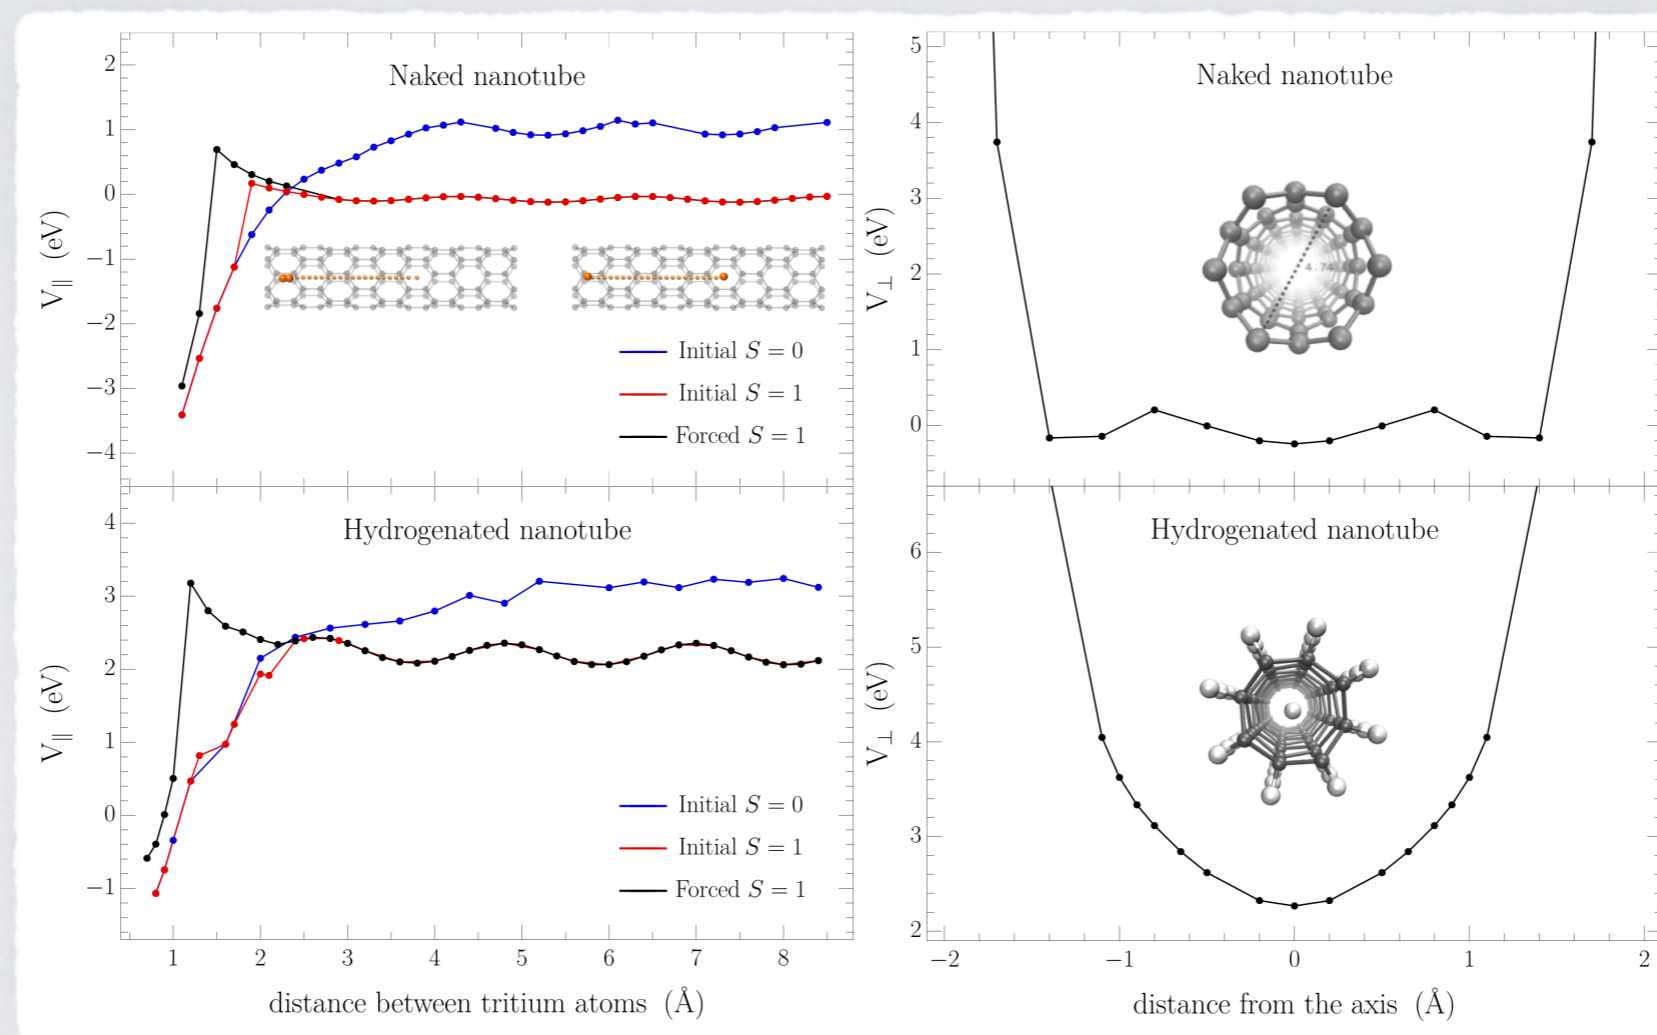 Naked nanotube
2
1
0
−1
−2
−3
−4
V∥ (eV)
Initial S = 0
Initial S = 1
Forced S = 1
Naked nanotube
5
4
3
2
1
0
V⊥ (eV)
4.74
Hydrogenated nanotube
4
3
2
1
0
−1
V∥ (eV)
Initial S = 0
Initial S = 1
Forced S = 1
1 2 3 4 5 6 7 8
distance between tritium atoms (Å)
Hydrogenated nanotube
6
5
4
3
2
V⊥ (eV)
−2 −1 0 1 2
distance from the axis (Å)